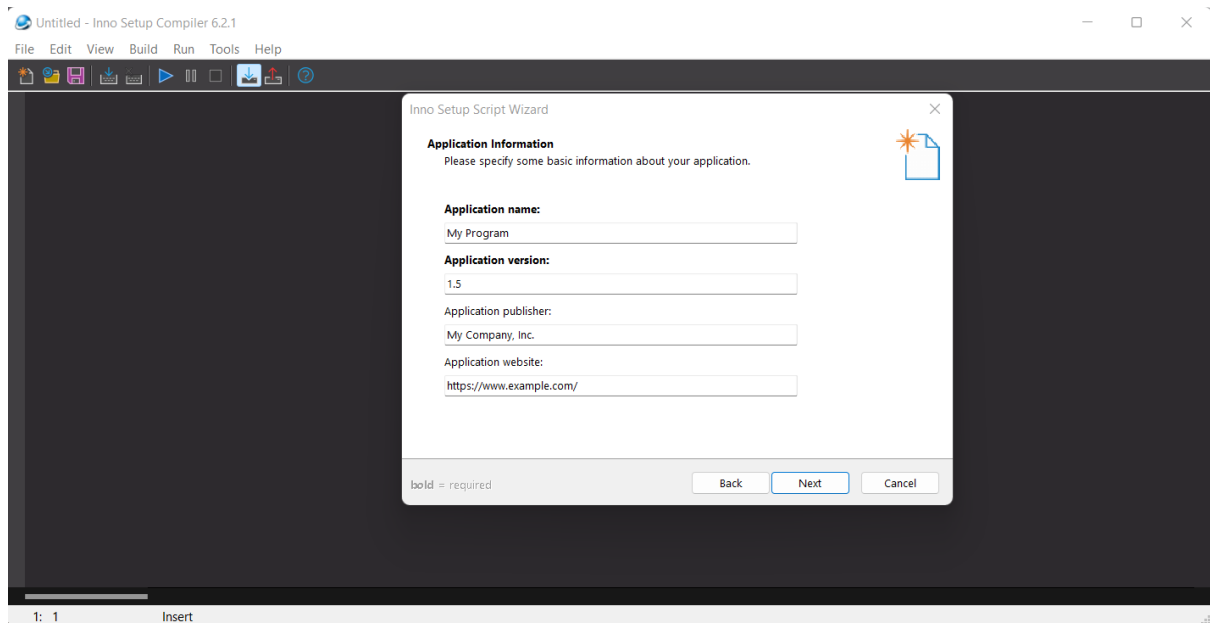 Untitled - Inno Setup Compiler 6.2.1
File Edit View Build Run Tools Help
Inno Setup Script Wizard
Application Information
Please specify some basic information about your application.
Application name:
My Program
Application version:
1.5
Application publisher:
My Company, Inc.
Application website:
https://www.example.com/
bold = required
Back Next Cancel
1: 1 Insert